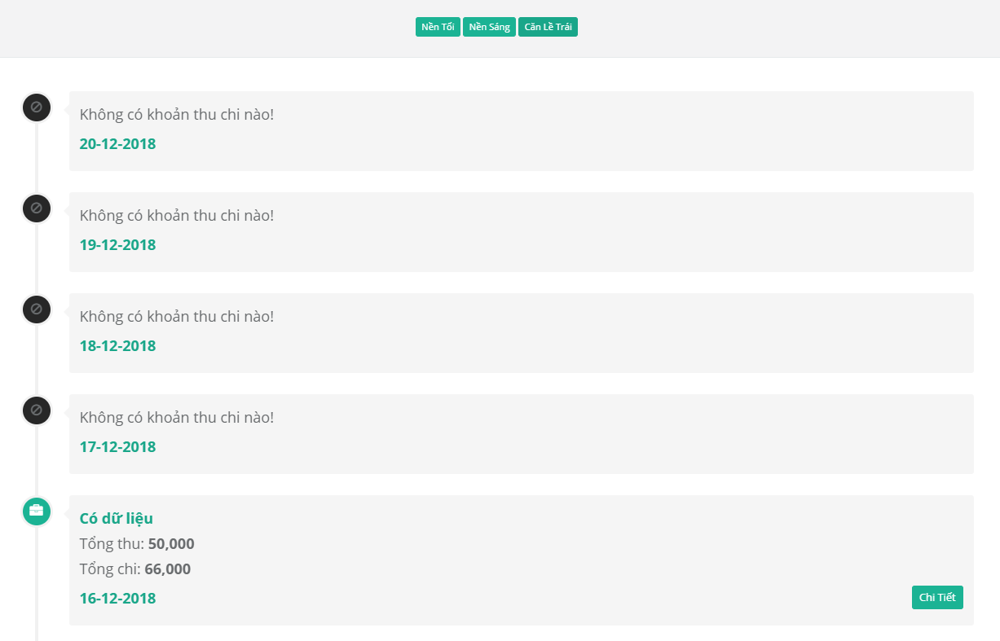 Nền Tối Nền Sáng Căn Lề Trái
Không có khoản thu chi nào!
20-12-2018
Không có khoản thu chi nào!
19-12-2018
Không có khoản thu chi nào!
18-12-2018
Không có khoản thu chi nào!
17-12-2018
Có dữ liệu
Tổng thu: 50,000
Tổng chi: 66,000
16-12-2018 Chi Tiết